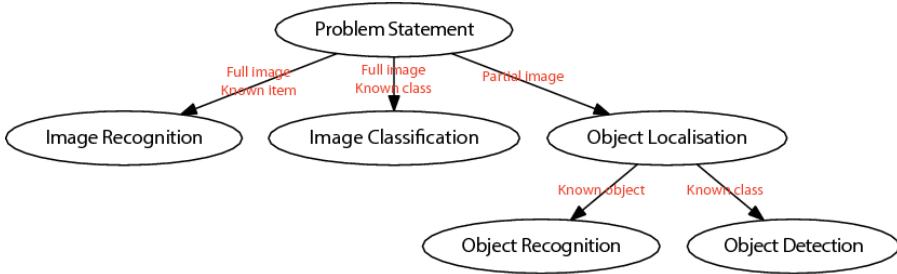 Problem Statement
Full image
Known item
Full image
Known class
Partial image
Image Recognition
Image Classification
Object Localisation
Known object
Known class
Object Recognition
Object Detection